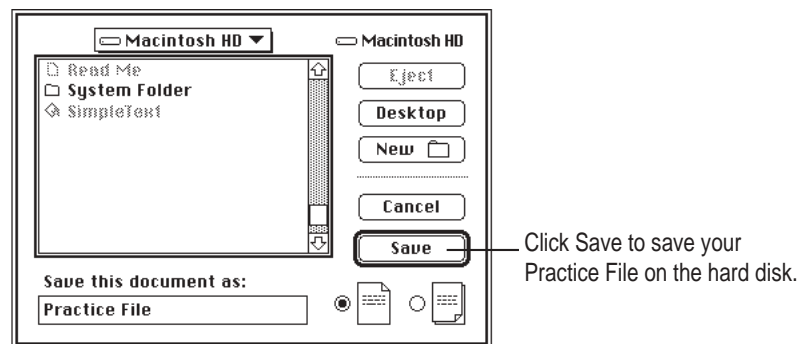 Macintosh HD
Macintosh HD
Read Me
System Folder
SimpleText
Eject
Desktop
New
Cancel
Save
Click Save to save your
Practice File on the hard disk.
Save this document as:
Practice File